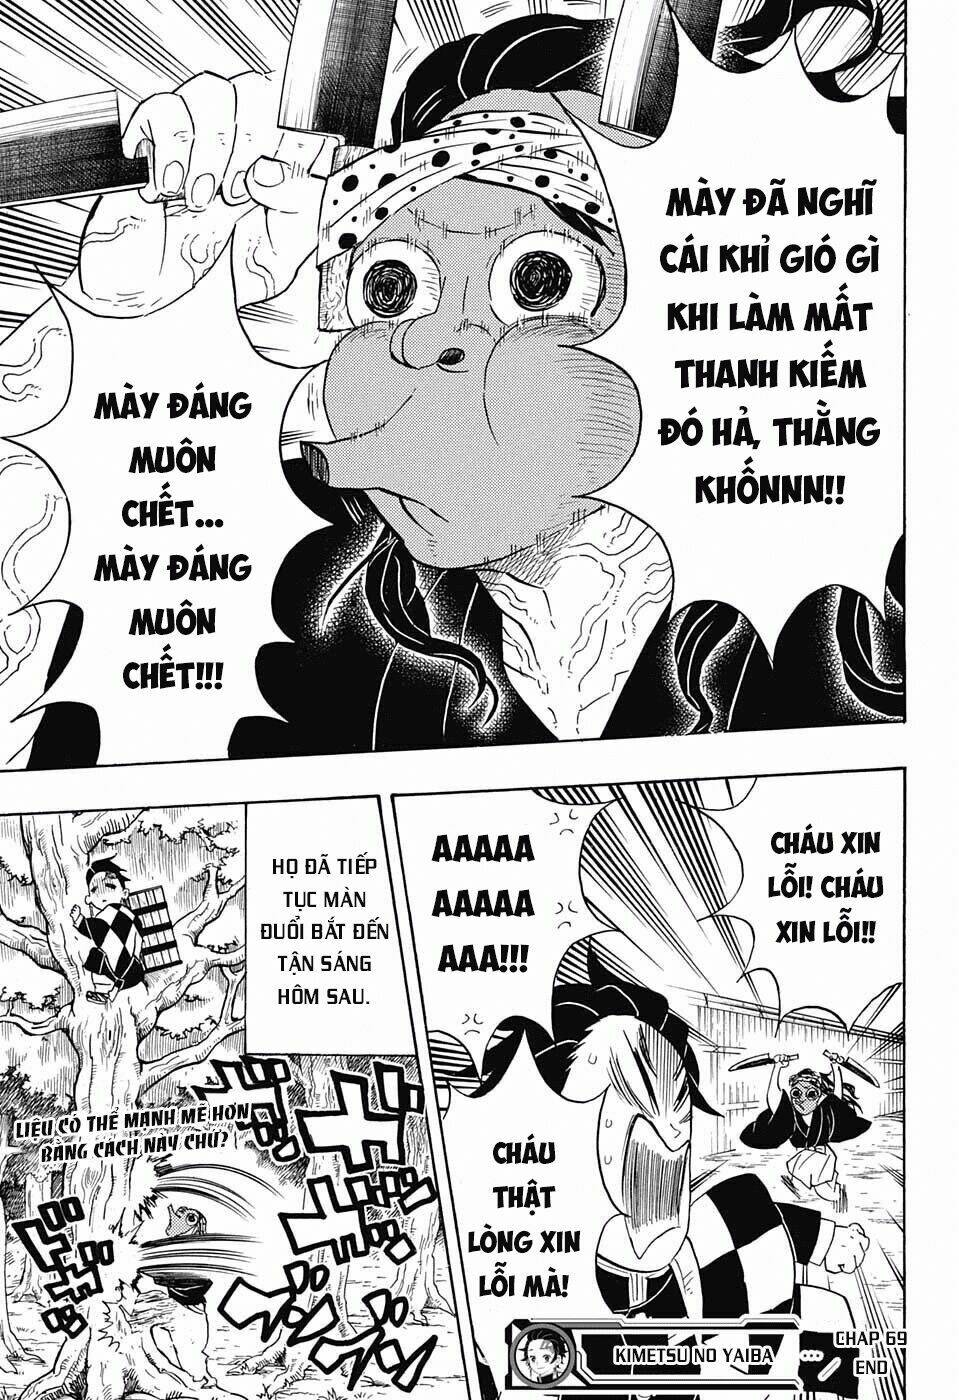 MÀY ĐÃ NGHĨ
CÁI KHỈ GIÓ GÌ
KHI LÀM MẤT
THANH KIẾM
ĐÓ HẢ, THẰNG
KHỐNNN!!
MÀY ĐÁNG
MUÔN
CHẾT...
MÀY ĐÁNG
MUÔN
CHẾT!!!
CHÁU XIN
LỖI! CHÁU
XIN LỖI!!
AAAAA
AAAAA
AAA!!!
CHÁU
THẬT
LÒNG XIN
LỖI MÀ!
HỌ ĐÃ TIẾP
TỤC MÀN
ĐUỔI BẮT ĐẾN
TẬN SÁNG
HÔM SAU.
LIỆU CÓ THỂ MẠNH MẼ HƠN
BẰNG CÁCH NÀY CHỨ?
KIMETSU NO YAIBA
CHAP 69
END